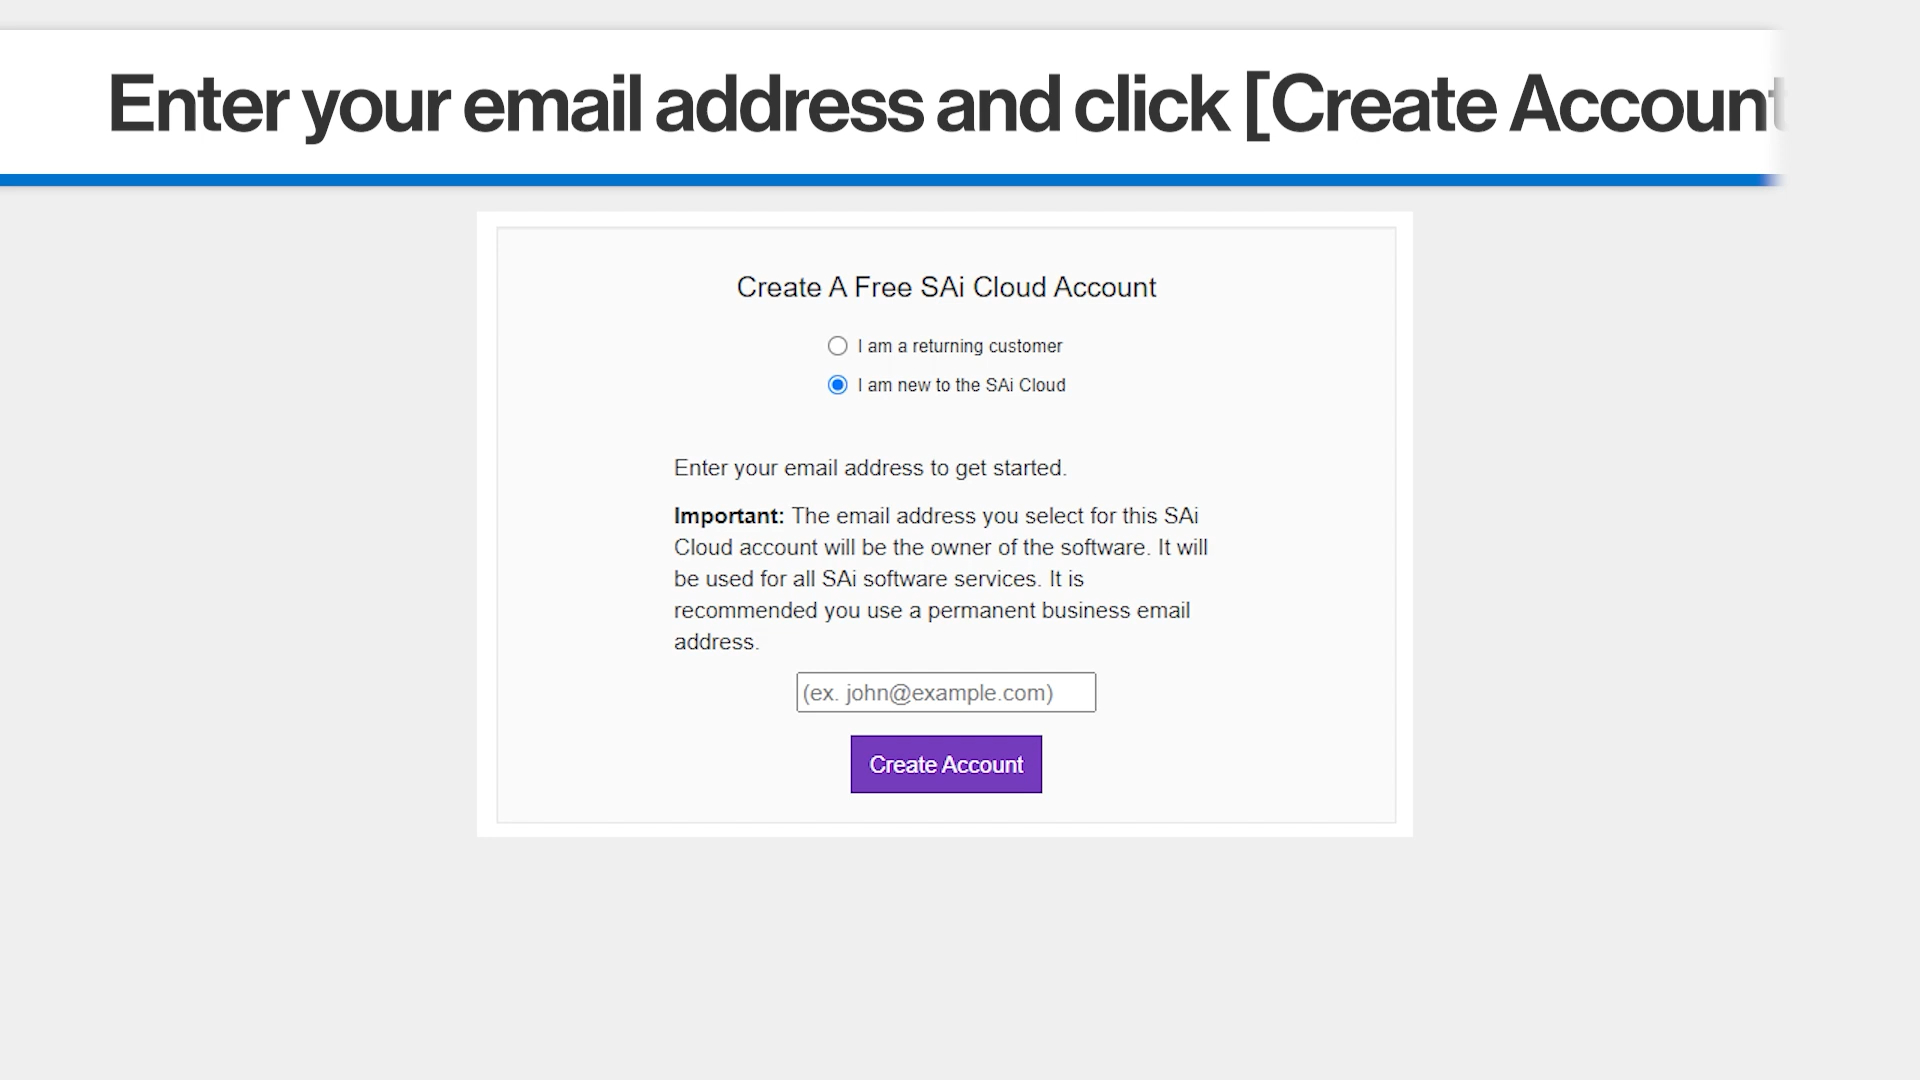 Enter your email address and click [Create Account
Create A Free SAi Cloud Account
I am a returning customer
I am new to the SAi Cloud
Enter your email address to get started.
Important: The email address you select for this SAi
Cloud account will be the owner of the software. It will
be used for all SAi software services. It is
recommended you use a permanent business email
address.
(ex. john@example.com)
Create Account